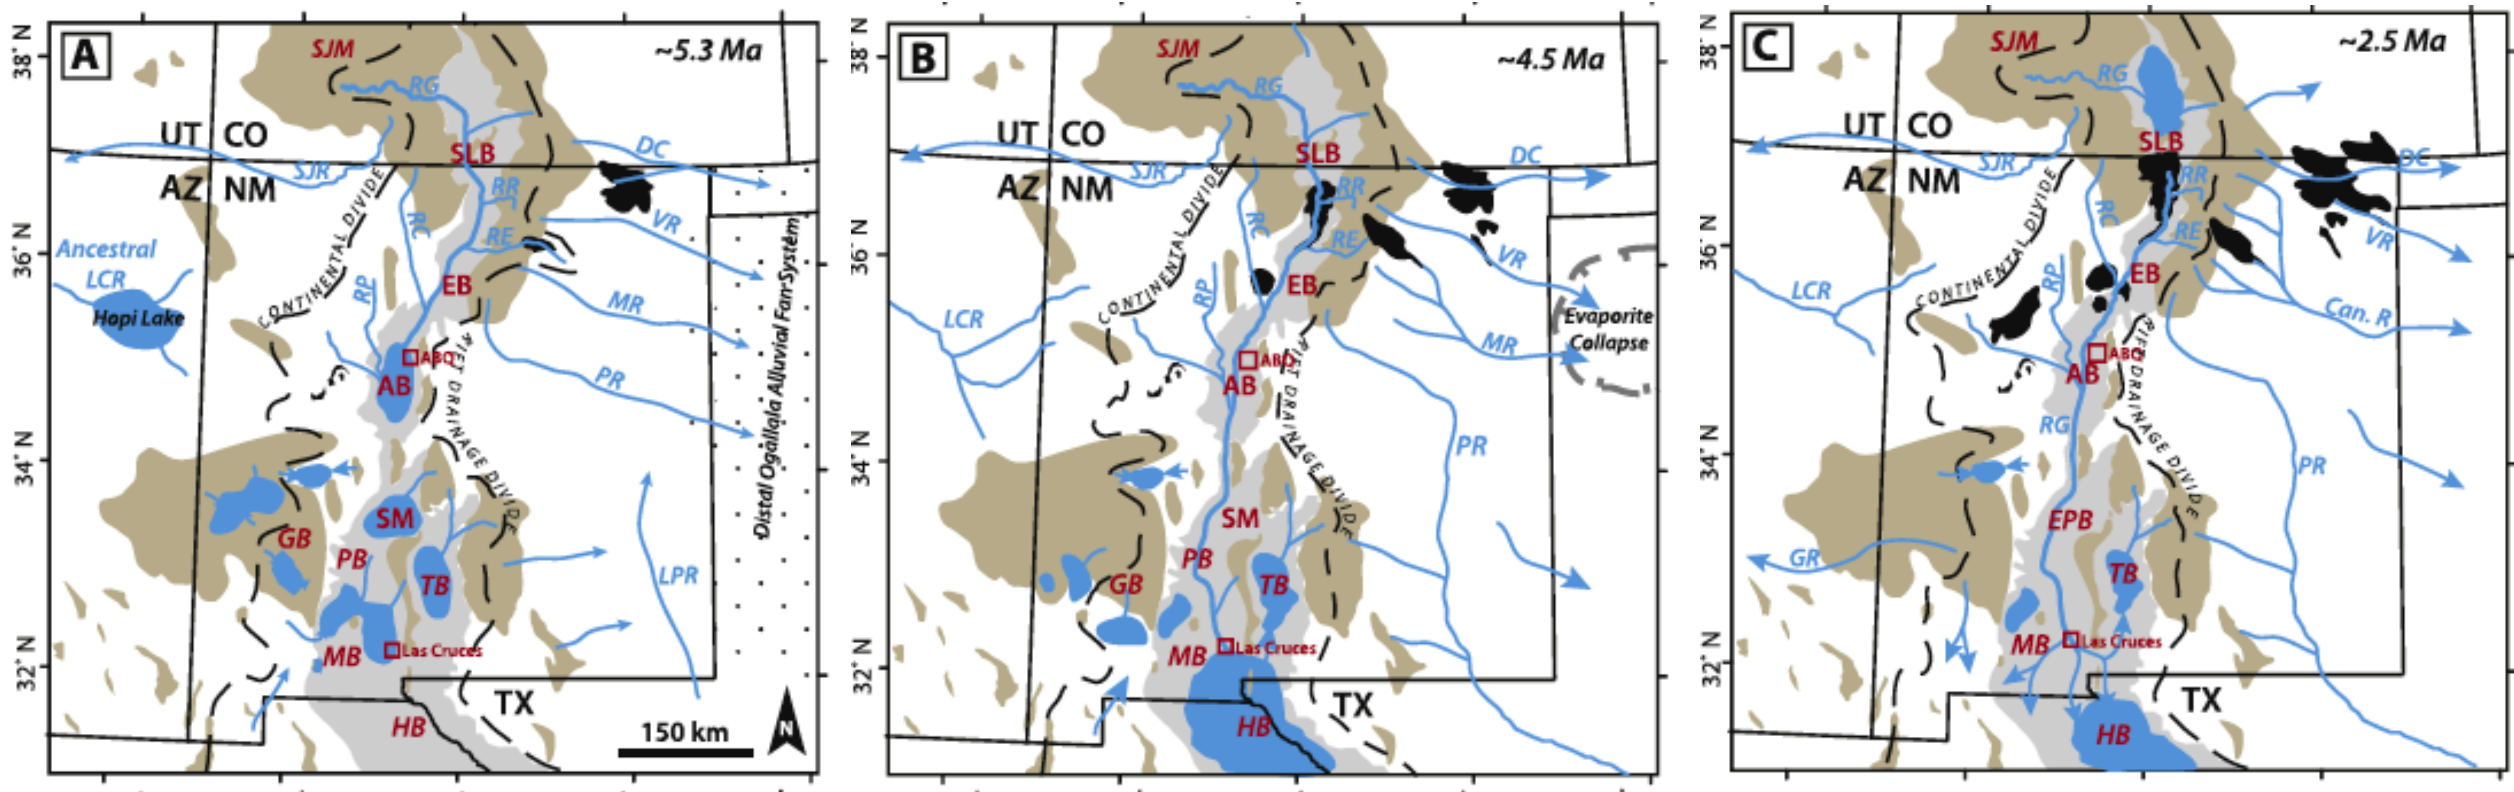 A
~5.3 Ma
38° N
36° N
34° N
32° N
SJM
RG
UT
CO
SLB
DC
SJR
AZ
NM
CONTINENTAL DIVIDE
RC
RR
VR
RE
Ancestral
LCR
Hopi Lake
RP
EB
MR
ABQ
AB
RIFT DRAINAGE DIVIDE
PR
Distal Ogallala Alluvial Fan System
SM
GB
PB
TB
LPR
MB
Las Cruces
HB
TX
150 km
N
B
~4.5 Ma
38° N
36° N
34° N
32° N
SJM
RG
UT
CO
SLB
DC
SJR
AZ
NM
CONTINENTAL DIVIDE
RC
RR
RE
VR
RP
EB
LCR
Evaporite
Collapse
MR
ABQ
AB
RIFT DRAINAGE DIVIDE
PR
SM
PB
GB
TB
MB
Las Cruces
HB
TX
C
~2.5 Ma
38° N
36° N
34° N
32° N
SJM
RG
UT
CO
SLB
DC
SJR
AZ
NM
CONTINENTAL DIVIDE
RC
RR
RE
VR
RP
EB
LCR
Can. R
ABQ
AB
RIFT DRAINAGE DIVIDE
RG
PR
EPB
GR
TB
MB
Las Cruces
HB
TX